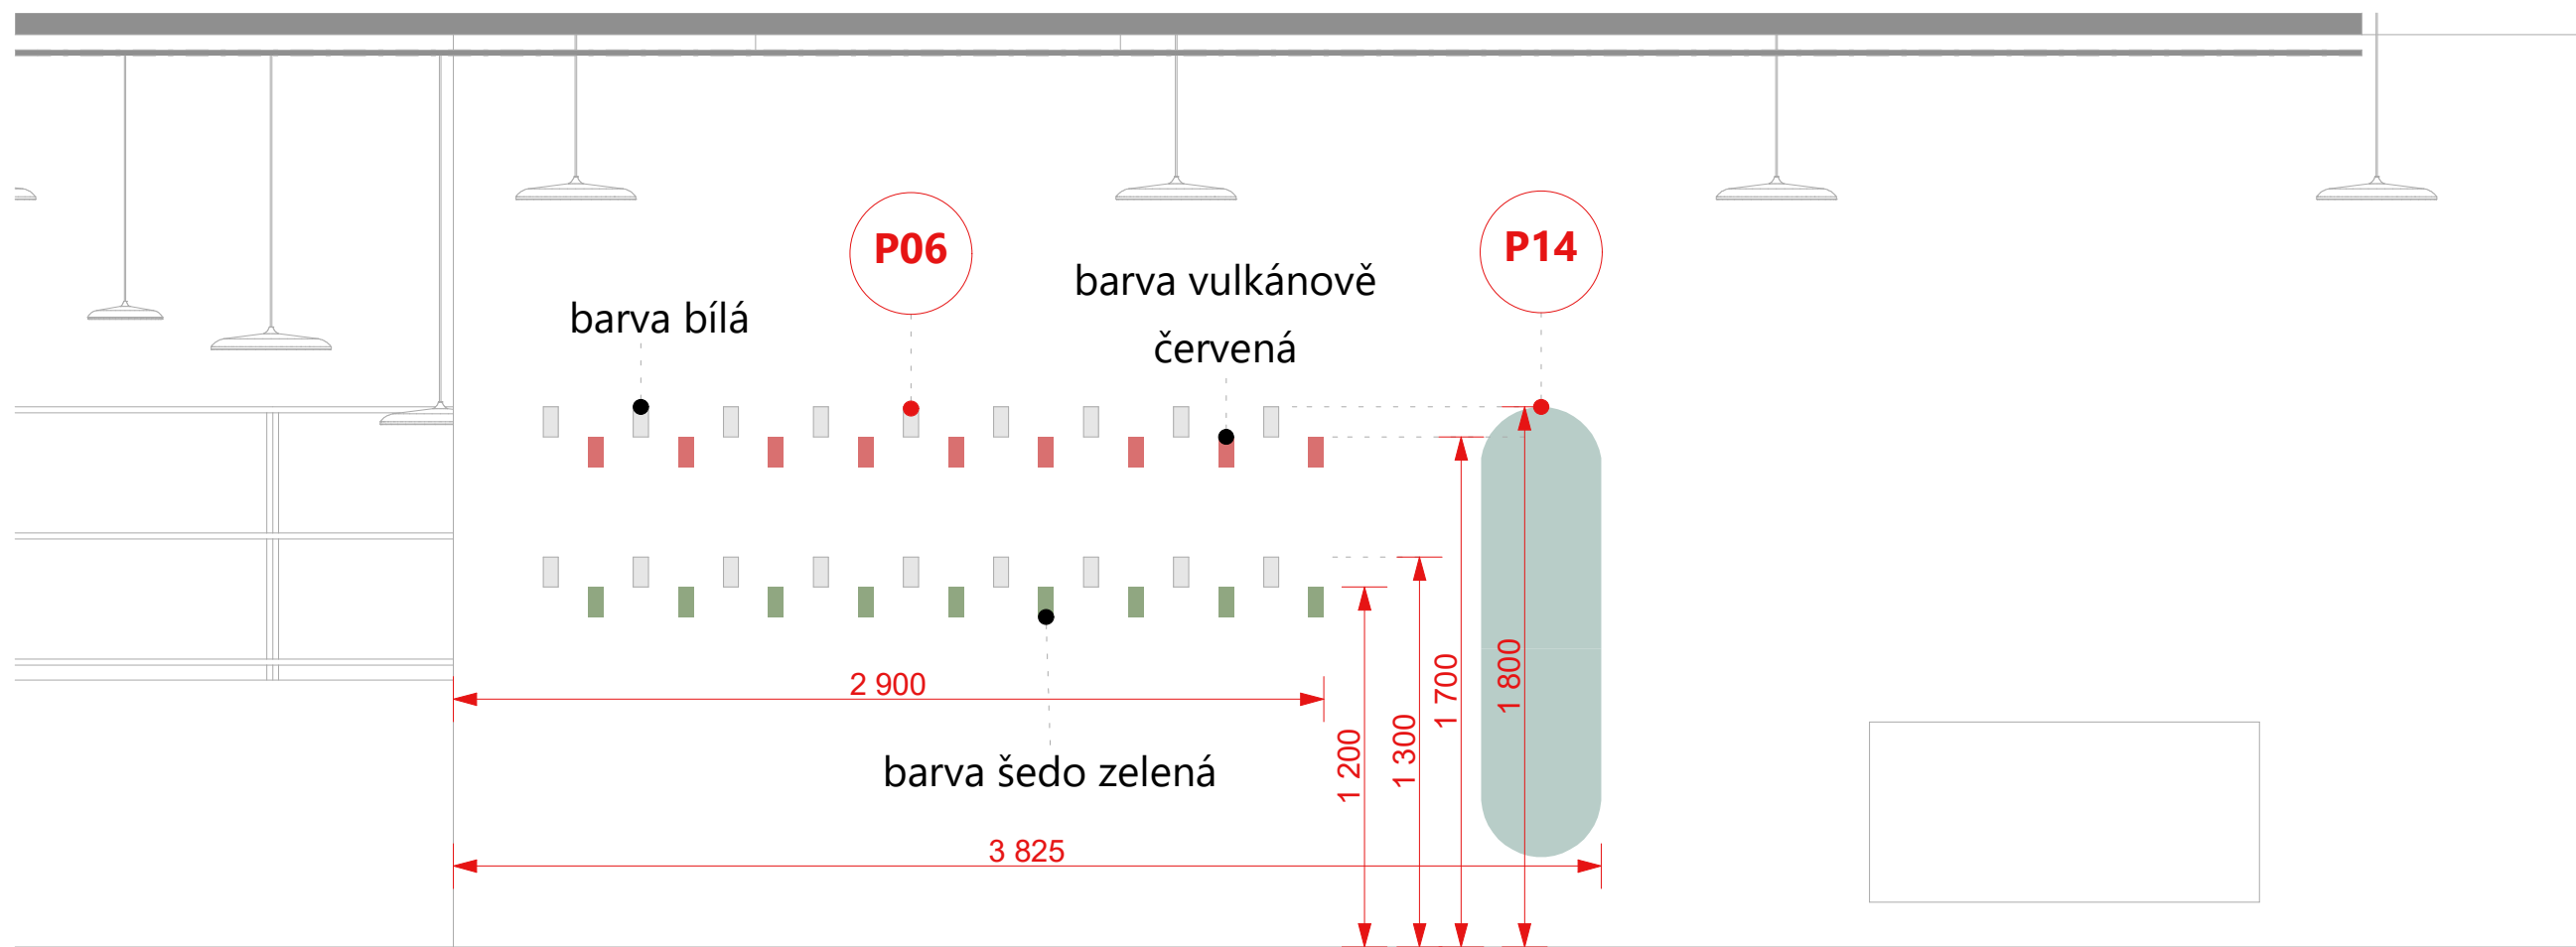 P06
P14
barva vulkánově
červená
barva bílá
2 900
1 200
1 300
1 700
1 800
barva šedo zelená
3 825